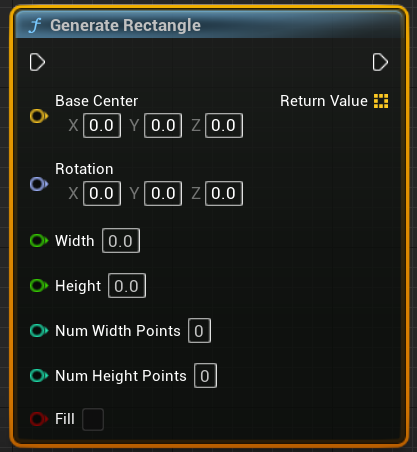 f Generate Rectangle
Base Center
Return Value
X 0.0 Y 0.0 Z 0.0
Rotation
X 0.0 Y 0.0 Z 0.0
Width 0.0
Height 0.0
Num Width Points 0
Num Height Points 0
Fill